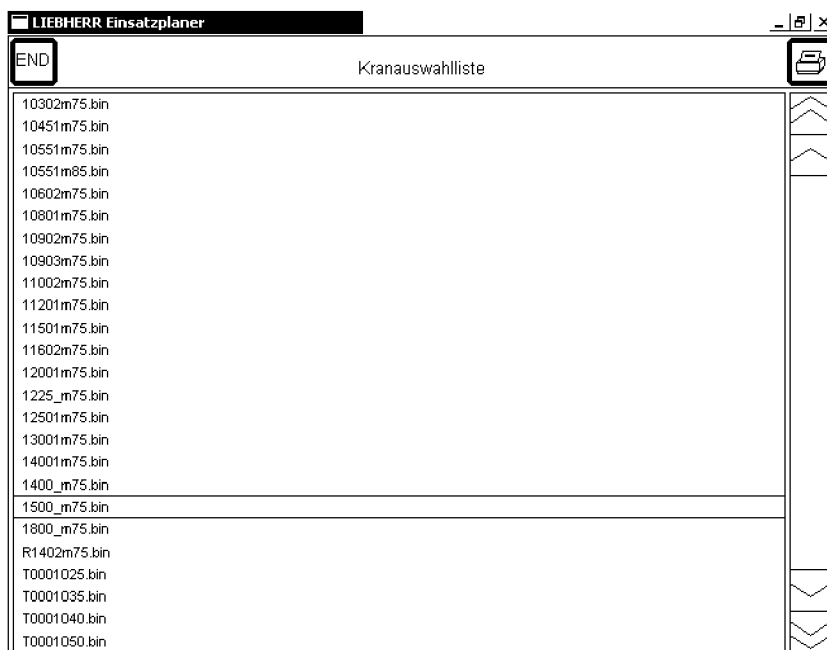 LIEBHERR Einsatzplaner
END
Kranauswahlliste
10302m75.bin
10451m75.bin
10551m75.bin
10551m85.bin
10602m75.bin
10801m75.bin
10902m75.bin
10903m75.bin
11002m75.bin
11201m75.bin
11501m75.bin
11602m75.bin
12001m75.bin
1225_m75.bin
12501m75.bin
13001m75.bin
14001m75.bin
1400_m75.bin
1500_m75.bin
1800_m75.bin
R1402m75.bin
T0001025.bin
T0001035.bin
T0001040.bin
T0001050.bin